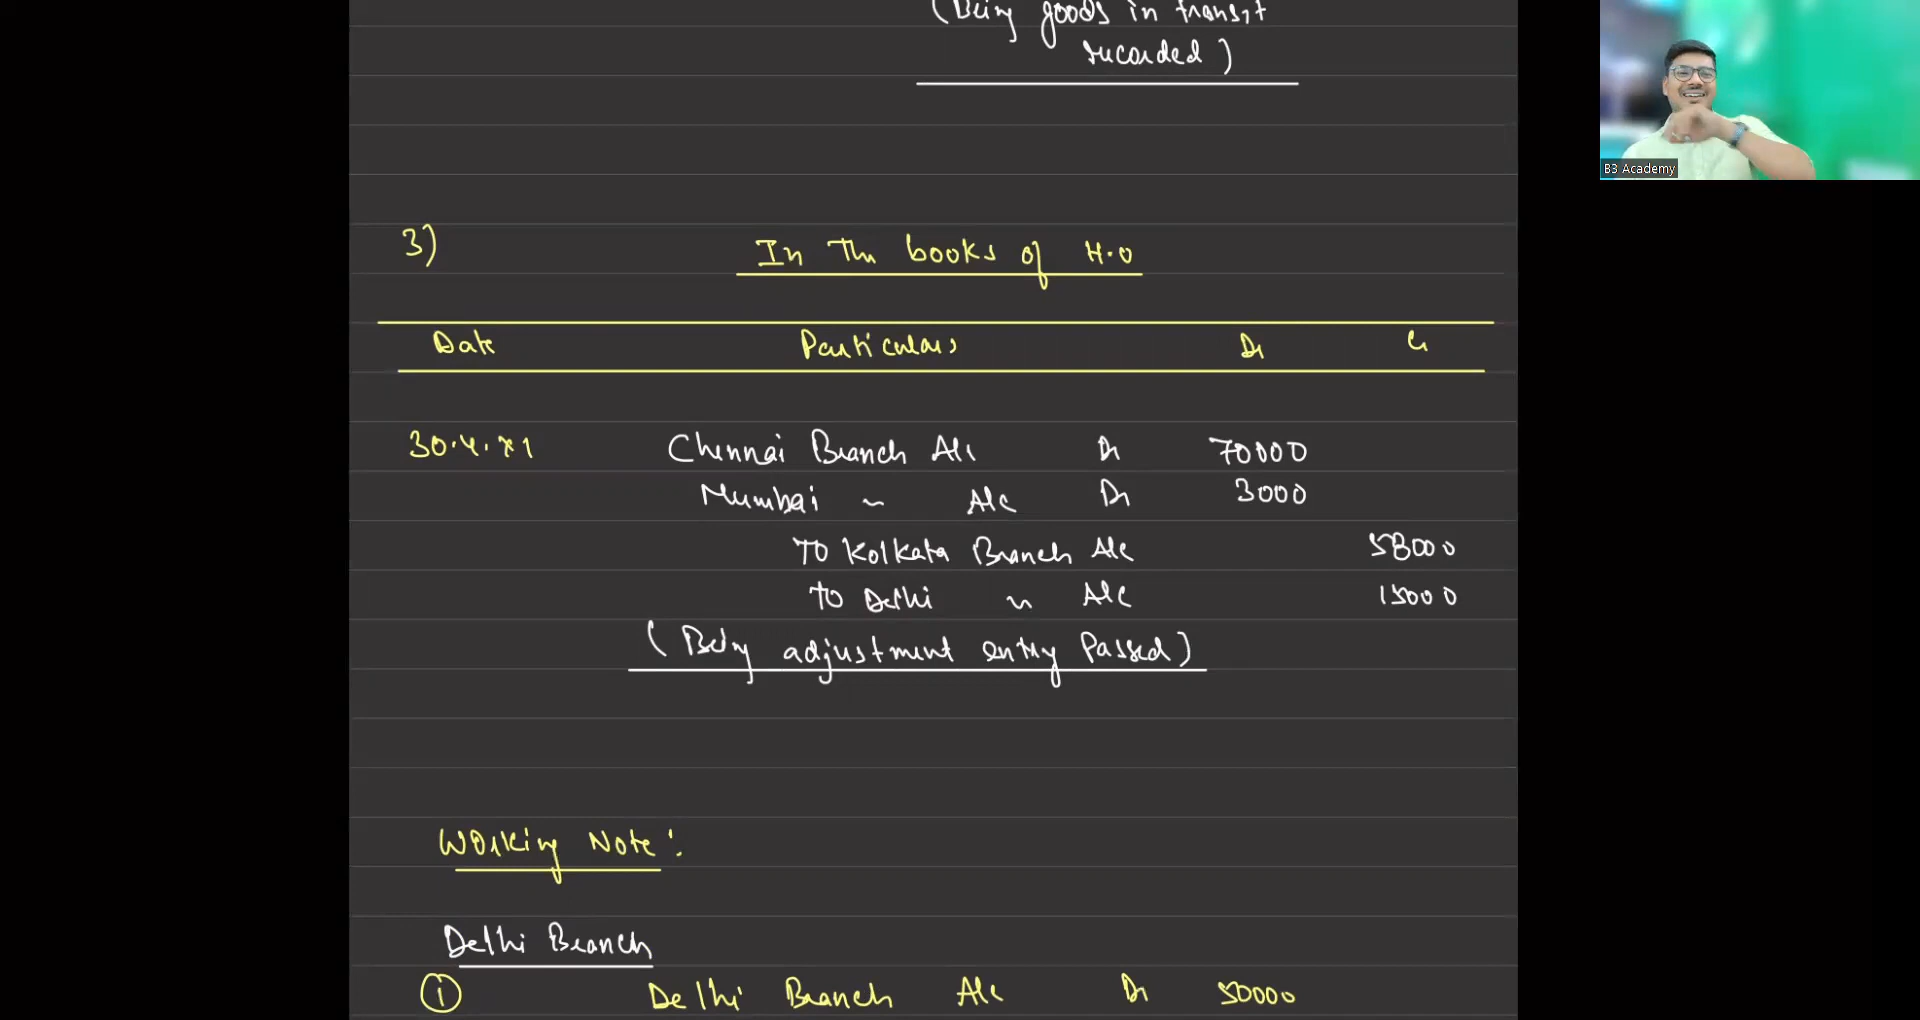 (Being goods in transit
recorded)
B3 Academy
3) In The books of H.O
Date Particulars Dr Cr
30.4.x1 Chennai Branch A/c Dr 70000
Mumbai " A/c Dr 3000
To Kolkata Branch A/c 58000
To Delhi " A/c 15000
(Being adjustment entry Passed)
Working Note:
Delhi Branch
(i) Delhi Branch A/c Dr 50000